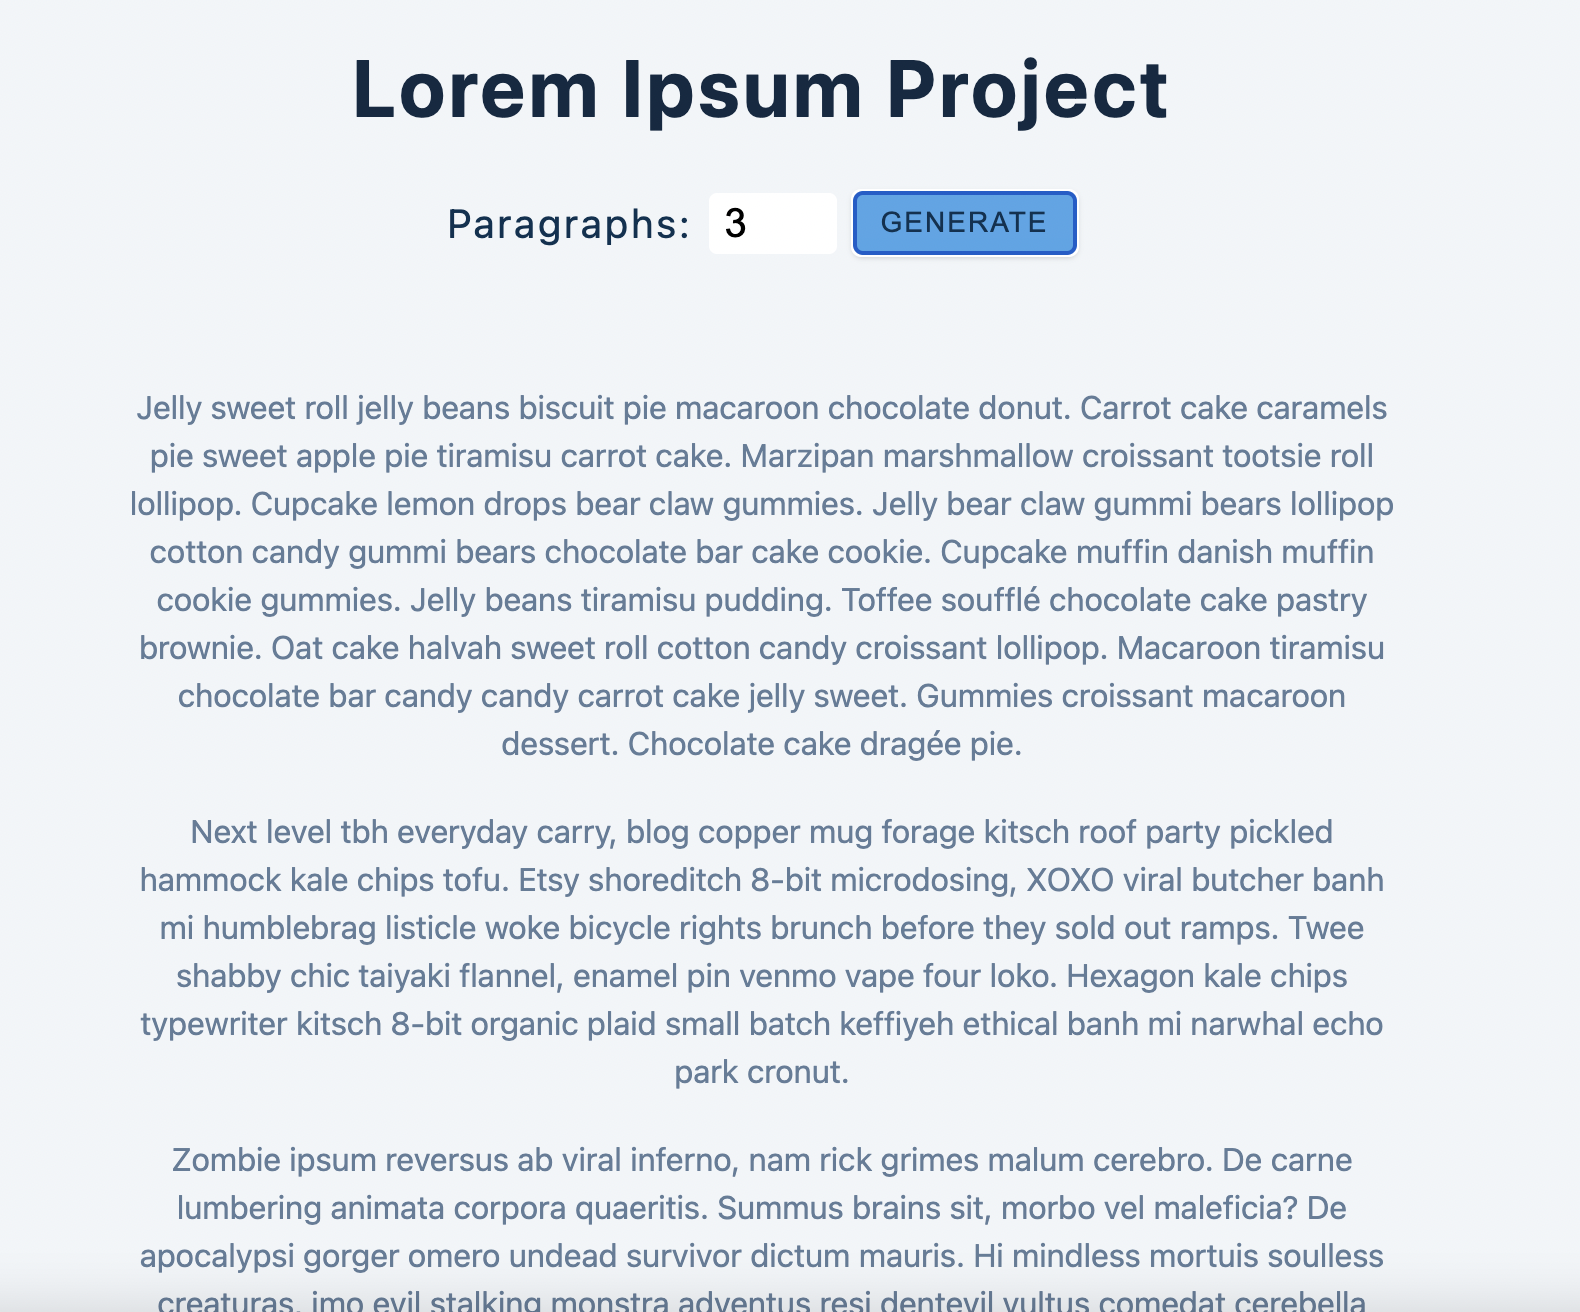 Lorem Ipsum Project
Paragraphs: 3 GENERATE
Jelly sweet roll jelly beans biscuit pie macaroon chocolate donut. Carrot cake caramels
pie sweet apple pie tiramisu carrot cake. Marzipan marshmallow croissant tootsie roll
lollipop. Cupcake lemon drops bear claw gummies. Jelly bear claw gummi bears lollipop
cotton candy gummi bears chocolate bar cake cookie. Cupcake muffin danish muffin
cookie gummies. Jelly beans tiramisu pudding. Toffee soufflé chocolate cake pastry
brownie. Oat cake halvah sweet roll cotton candy croissant lollipop. Macaroon tiramisu
chocolate bar candy candy carrot cake jelly sweet. Gummies croissant macaroon
dessert. Chocolate cake dragée pie.
Next level tbh everyday carry, blog copper mug forage kitsch roof party pickled
hammock kale chips tofu. Etsy shoreditch 8-bit microdosing, XOXO viral butcher banh
mi humblebrag listicle woke bicycle rights brunch before they sold out ramps. Twee
shabby chic taiyaki flannel, enamel pin venmo vape four loko. Hexagon kale chips
typewriter kitsch 8-bit organic plaid small batch keffiyeh ethical banh mi narwhal echo
park cronut.
Zombie ipsum reversus ab viral inferno, nam rick grimes malum cerebro. De carne
lumbering animata corpora quaeritis. Summus brains sit, morbo vel maleficia? De
apocalypsi gorger omero undead survivor dictum mauris. Hi mindless mortuis soulless
creaturas, imo evil stalking monstra adventus resi dentevil vultus comedat cerebella